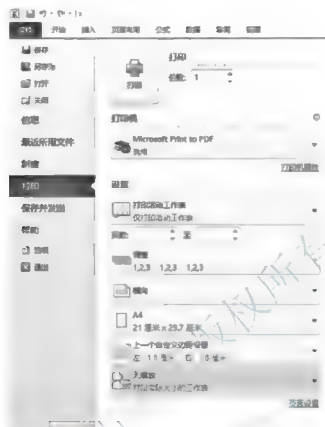 文件 开始 插入 页面布局 公式 数据 审阅 视图
保存
另存为
打开
关闭
信息
最近所用文件
新建
打印
保存并发送
帮助
选项
退出
打印
打印
份数: 1
打印机
Microsoft Print to PDF
就绪
打印机属性
设置
打印活动工作表
仅打印活动工作表
页数: 至
调整
1,2,3 1,2,3 1,2,3
横向
A4
21 厘米 x 29.7 厘米
上一个自定义边距设置
无缩放
打印实际大小的工作表
页面设置
版权所有